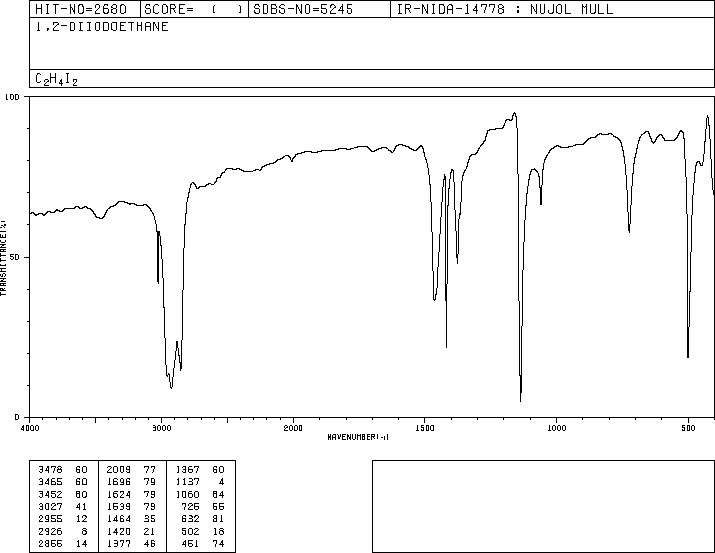 HIT-NO=2680 SCORE= ( ) SDBS-NO=5245 IR-NIDA-14778 : NUJOL MULL
1,2-DIIODOETHANE
C2H4I2
100
50
0
TRANSMITTANCE(%)
4000 3000 2000 1500 1000 500
WAVENUMBER(-1)
3478 60 2009 77 1367 60
3465 60 1696 79 1137 4
3452 60 1624 79 1060 64
3027 41 1539 79 725 55
2955 12 1464 35 632 81
2926 8 1420 21 502 18
2855 14 1377 46 451 74